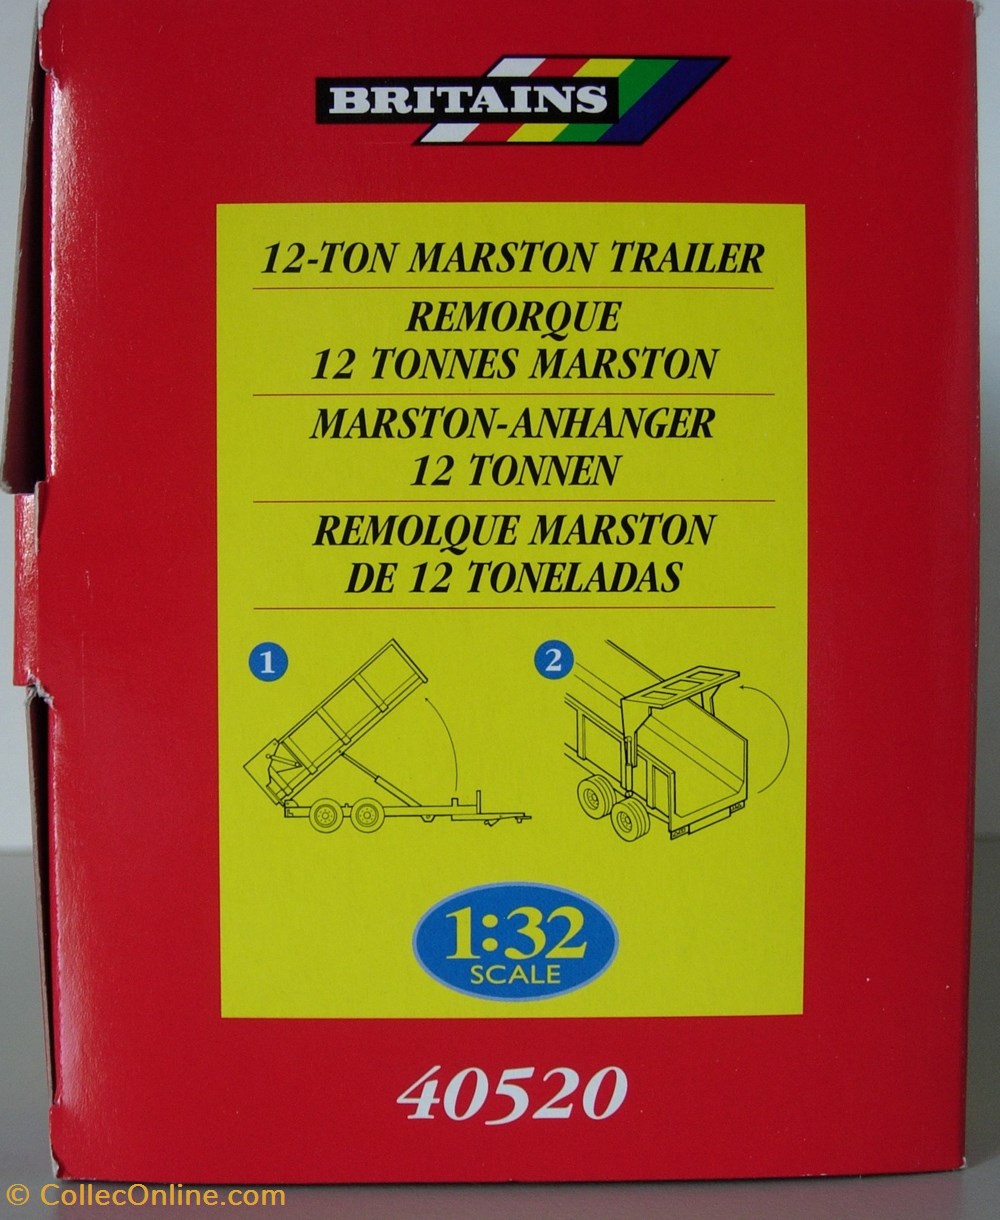 BRITAINS
12-TON MARSTON TRAILER
REMORQUE
12 TONNES MARSTON
MARSTON-ANHANGER
12 TONNEN
REMOLQUE MARSTON
DE 12 TONELADAS
1
2
1:32
SCALE
40520
© CollecOnline.com